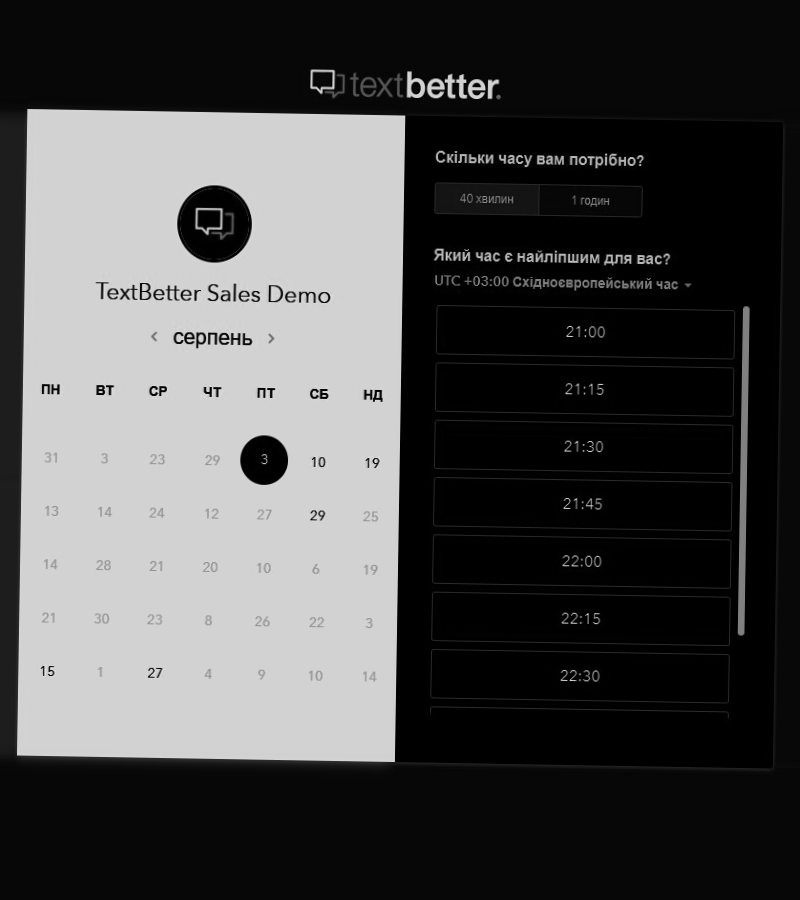 textbetter.
TextBetter Sales Demo
серпень
ПН ВТ СР ЧТ ПТ СБ НД
31 3 23 29 3 10 19
13 14 24 12 27 29 25
14 28 21 20 10 6 19
21 30 23 8 26 22 3
15 1 27 4 9 10 14
Скільки часу вам потрібно?
40 хвилин 1 годин
Який час є найліпшим для вас?
UTC +03:00 Східноєвропейський час
21:00
21:15
21:30
21:45
22:00
22:15
22:30